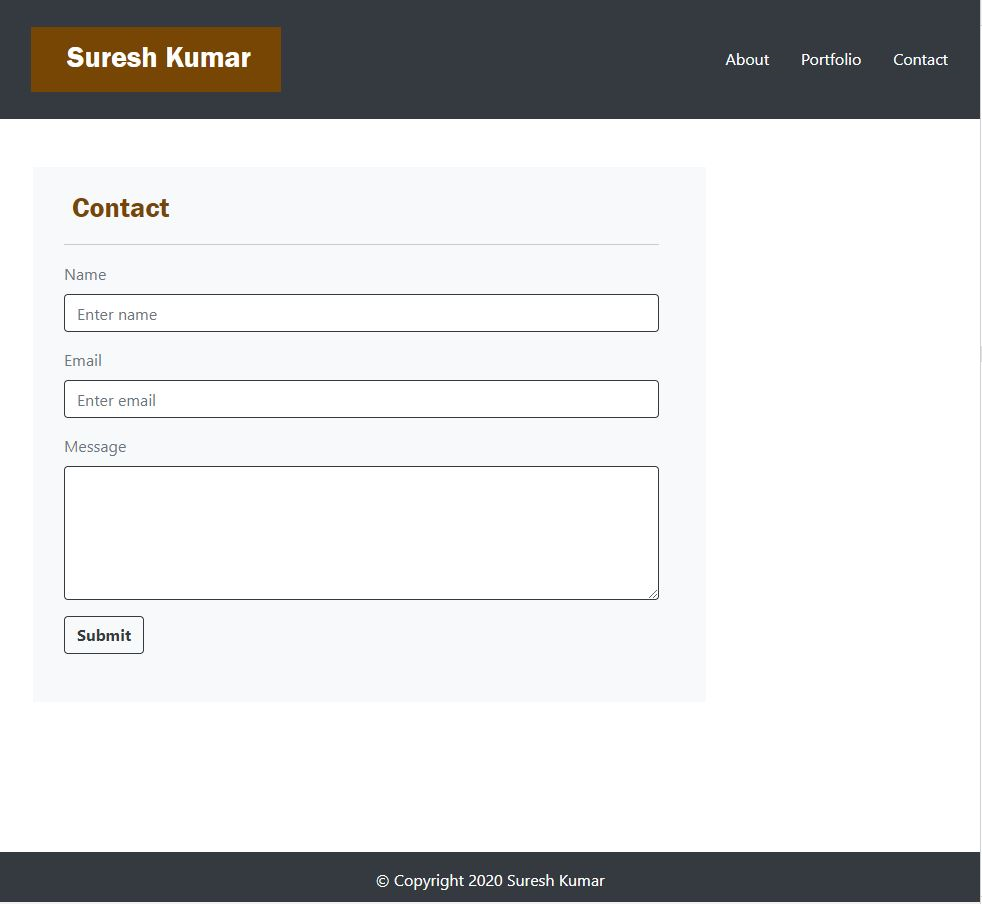 Suresh Kumar
About Portfolio Contact
Contact
Name
Enter name
Email
Enter email
Message
Submit
© Copyright 2020 Suresh Kumar